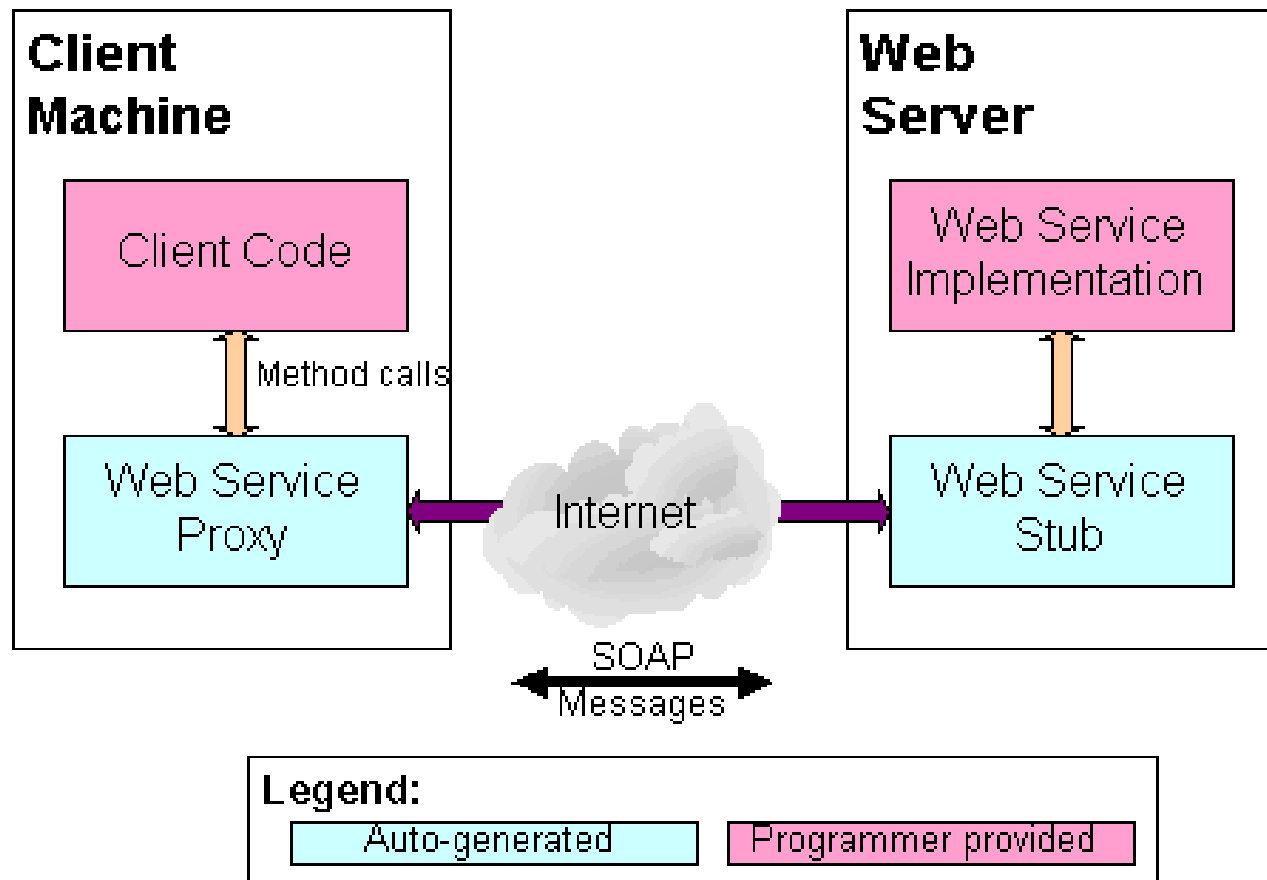 Client
Machine
Client Code
Method calls
Web Service
Proxy
Internet
SOAP
Messages
Web
Server
Web Service
Implementation
Web Service
Stub
Legend:
Auto-generated
Programmer provided